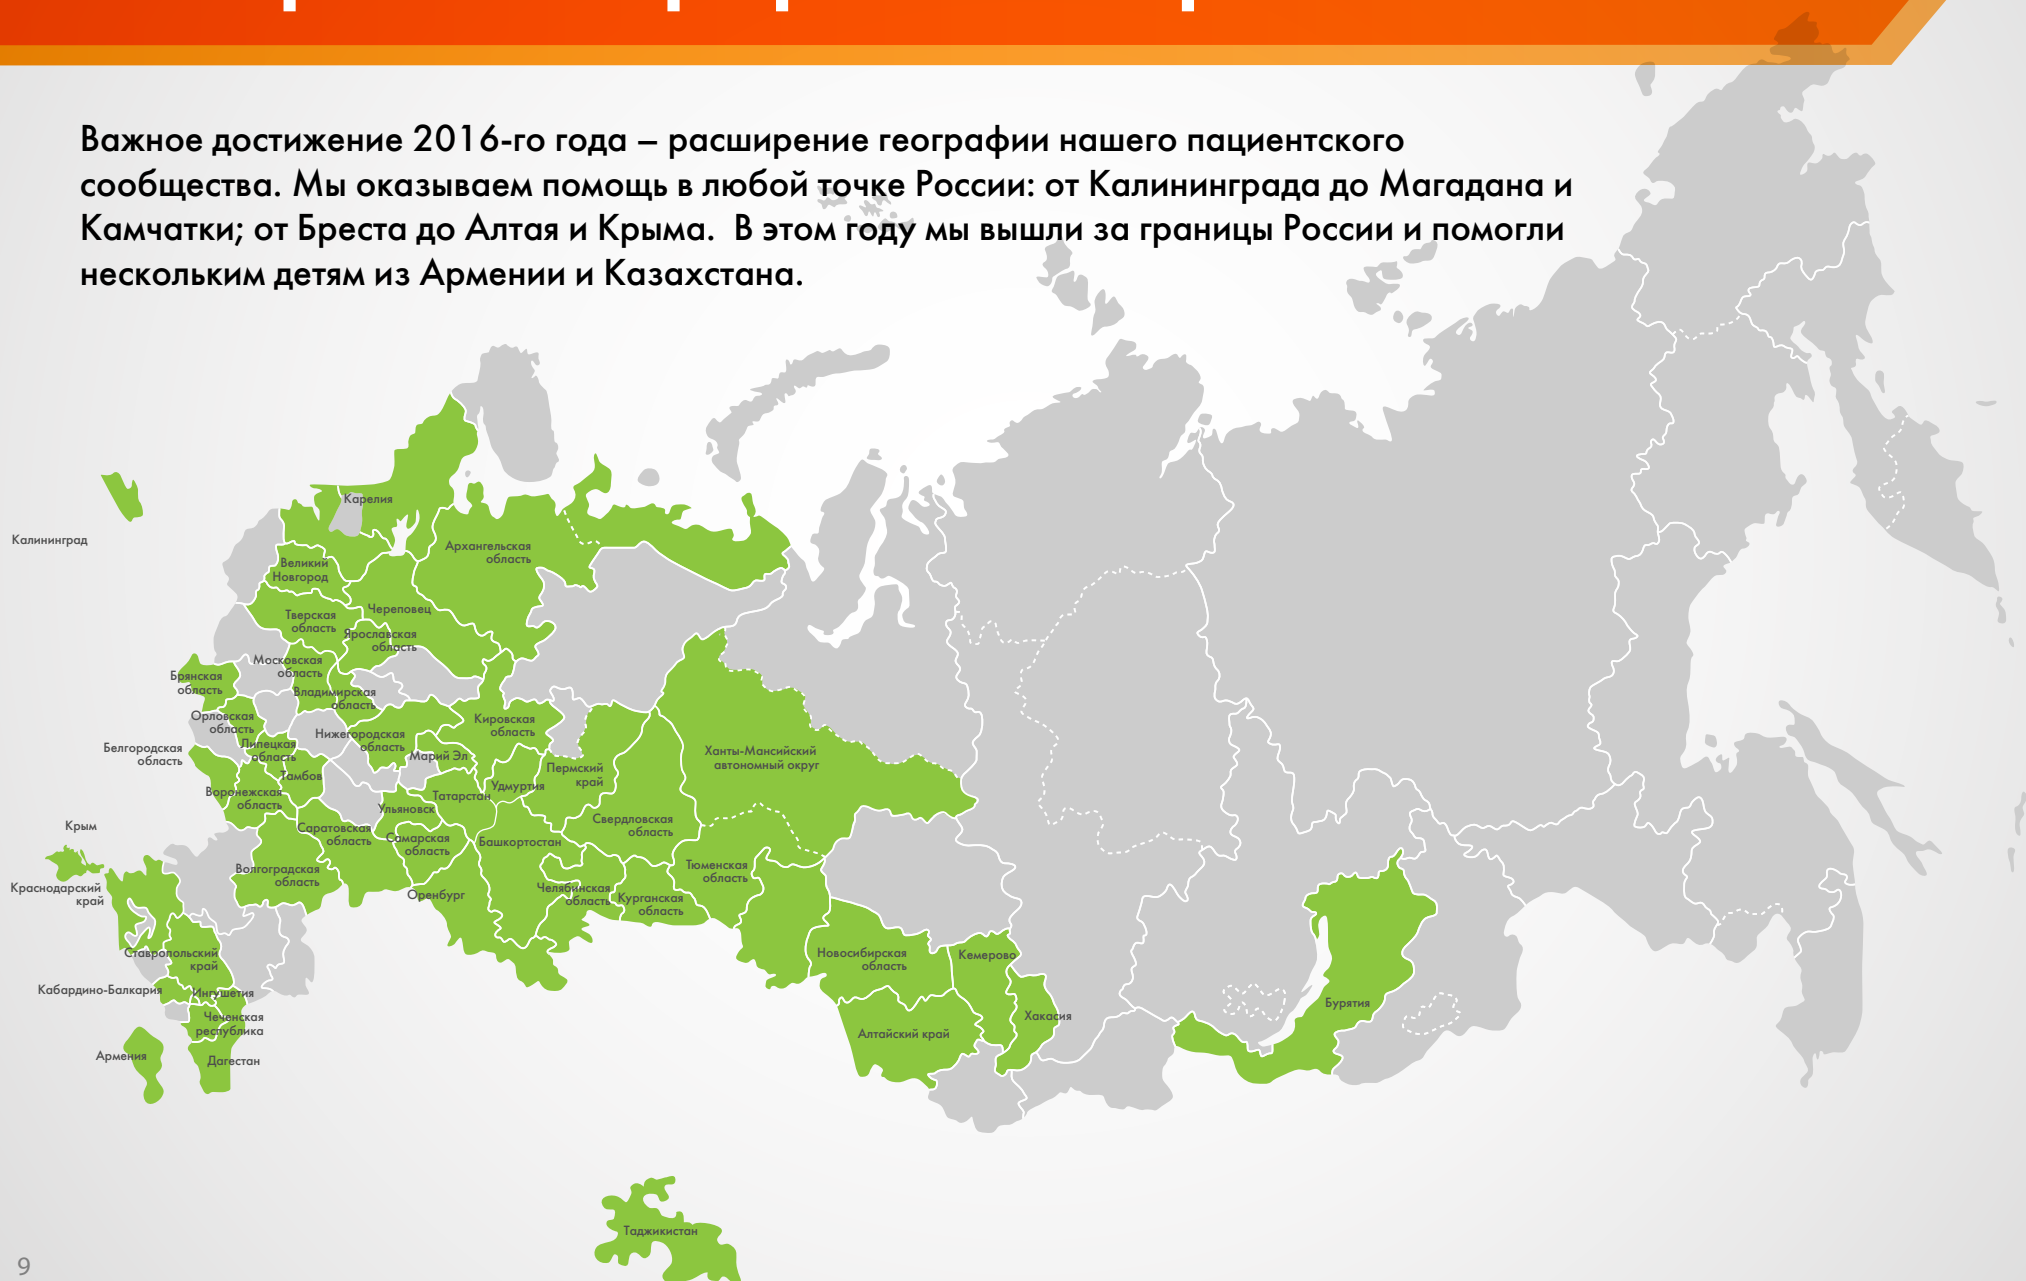 Важное достижение 2016-го года – расширение географии нашего пациентского
сообщества. Мы оказываем помощь в любой точке России: от Калининграда до Магадана и
Камчатки; от Бреста до Алтая и Крыма.  В этом году мы вышли за границы России и помогли
нескольким детям из Армении и Казахстана.
Карелия
Калининград
Архангельская
область
Великий
Новгород
Череповец
Тверская
область
Ярославская
область
Московская
область
Брянская
область
Владимирская
область
Орловская
область
Кировская
область
Нижегородская
область
Липецкая
область
Белгородская
область
Марий Эл
Ханты-Мансийский
автономный округ
Тамбов
Пермский
край
Удмуртия
Воронежская
область
Татарстан
Ульяновск
Свердловская
область
Крым
Саратовская
область
Самарская
область
Башкортостан
Волгоградская
область
Тюменская
область
Краснодарский
край
Оренбург
Челябинская
область
Курганская
область
Ставропольский
край
Новосибирская
область
Кемерово
Кабардино-Балкария
Ингушетия
Бурятия
Чеченская
республика
Хакасия
Алтайский край
Армения
Дагестан
Таджикистан
9